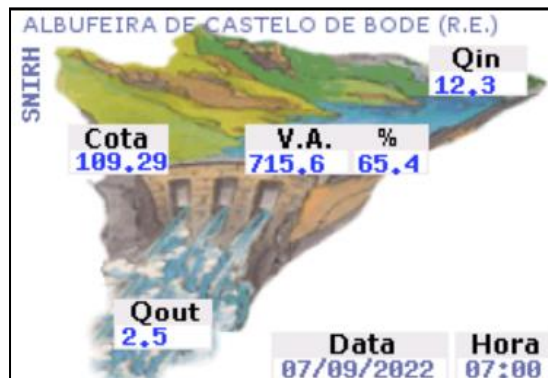 ALBUFEIRA DE CASTELO DE BODE (R.E.)
SNIRH
Qin
12.3
Cota
109.29
V.A.
715.6
%
65.4
Qout
2.5
Data
07/09/2022
Hora
07:00